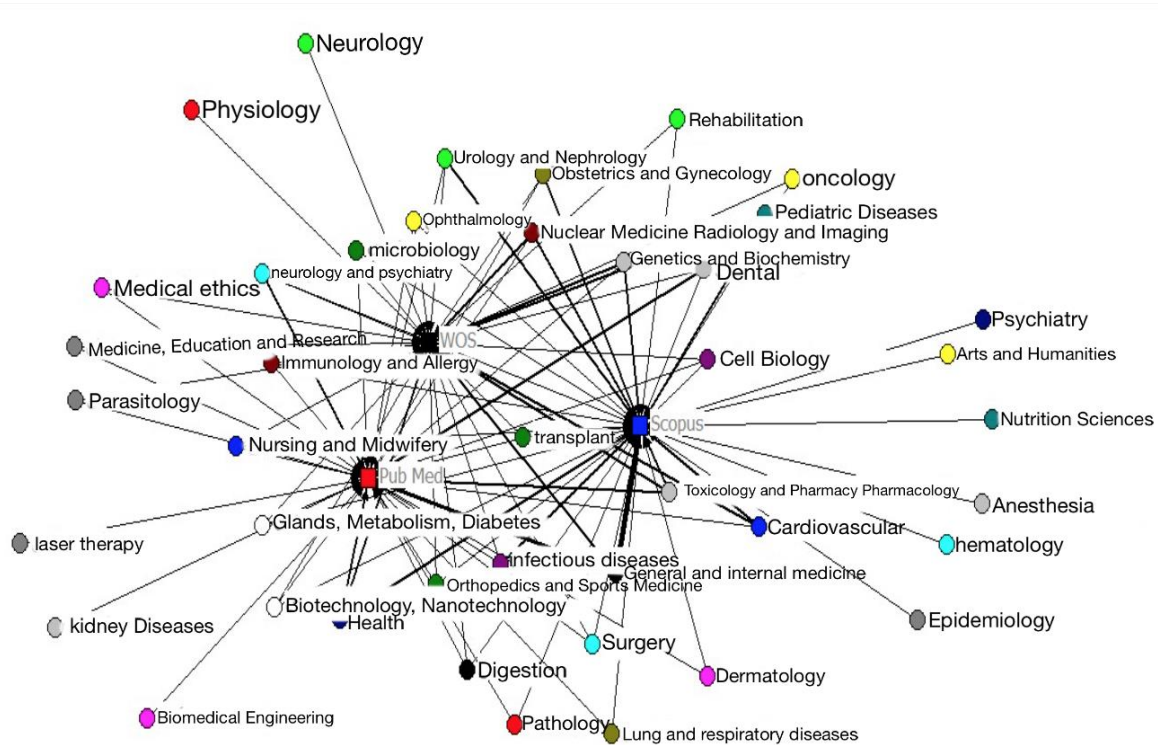 Neurology
Physiology
Rehabilitation
Urology and Nephrology
Obstetrics and Gynecology
oncology
Pediatric Diseases
Ophthalmology
Nuclear Medicine Radiology and Imaging
microbiology
Genetics and Biochemistry
neurology and psychiatry
Dental
Medical ethics
Psychiatry
WOS
Medicine, Education and Research
Arts and Humanities
Cell Biology
Immunology and Allergy
Parasitology
Nutrition Sciences
Scopus
transplant
Nursing and Midwifery
Pub Med
Toxicology and Pharmacy Pharmacology
Anesthesia
Glands, Metabolism, Diabetes
Cardiovascular
laser therapy
hematology
infectious diseases
General and internal medicine
Orthopedics and Sports Medicine
Biotechnology, Nanotechnology
Health
Epidemiology
kidney Diseases
Surgery
Digestion
Dermatology
Biomedical Engineering
Pathology
Lung and respiratory diseases